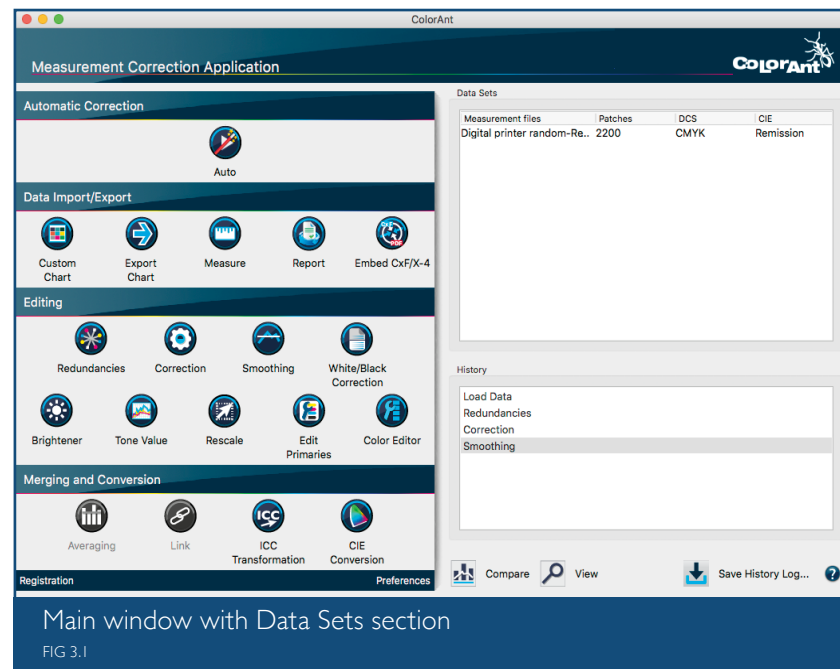 ColorAnt
Measurement Correction Application
ColorAnt
Automatic Correction
Auto
Data Import/Export
Custom Chart
Export Chart
Measure
Report
PDF
Embed CxF/X-4
Editing
Redundancies
Correction
Smoothing
White/Black Correction
Brightener
Tone Value
Rescale
Edit Primaries
Color Editor
Merging and Conversion
Averaging
Link
ICC
ICC Transformation
CIE Conversion
Registration
Preferences
Data Sets
Measurement files Patches DCS CIE
Digital printer random-Re.. 2200 CMYK Remission
History
Load Data
Redundancies
Correction
Smoothing
Compare
View
Save History Log...
?
Main window with Data Sets section
FIG 3.1